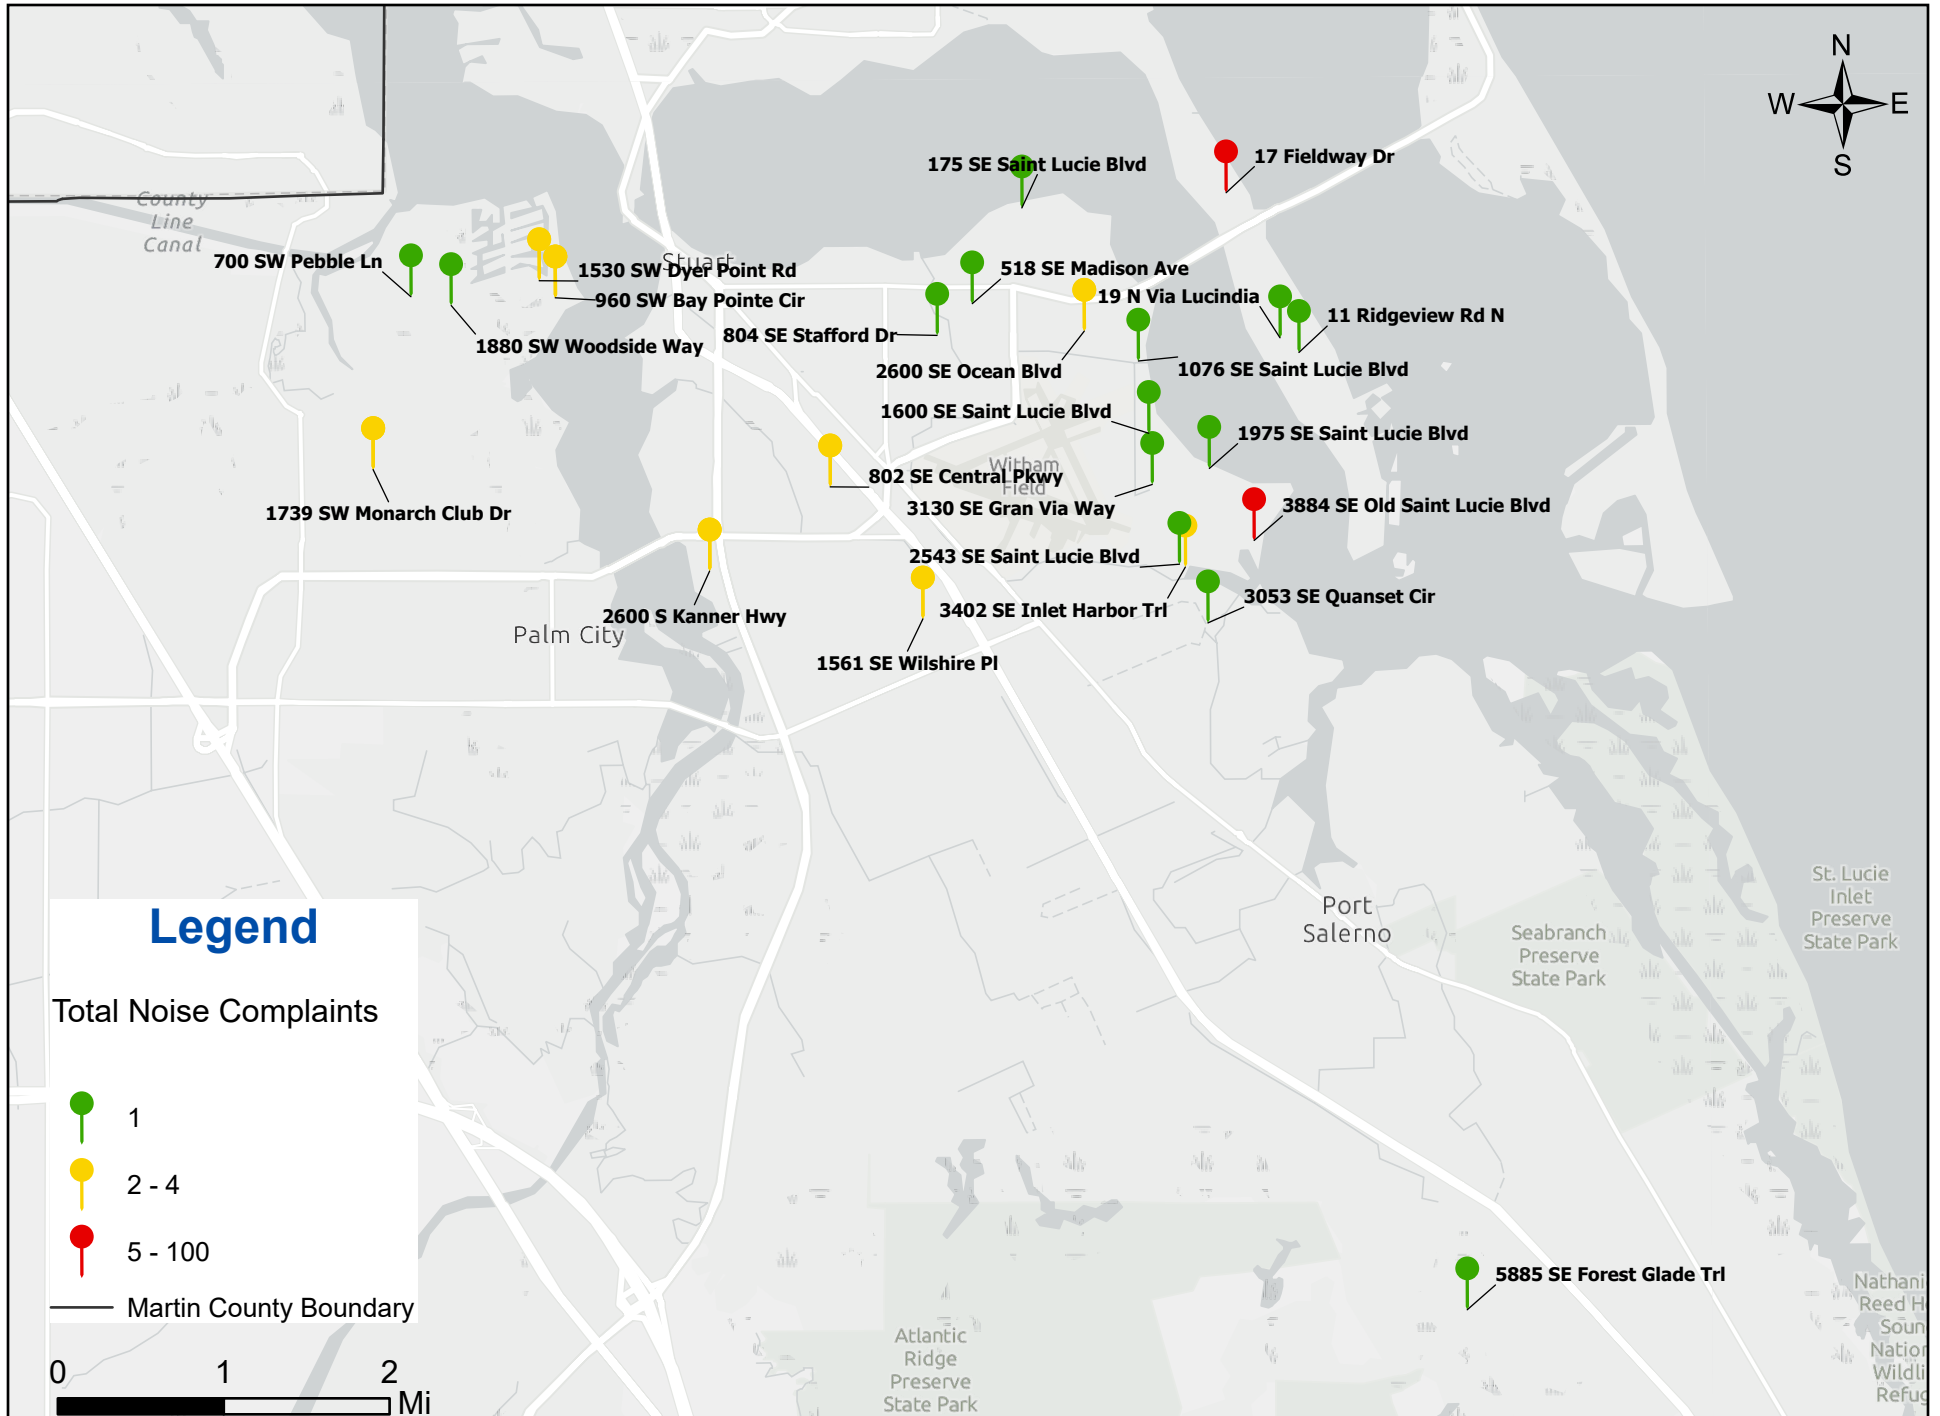 N
W E
S
175 SE Saint Lucie Blvd
17 Fieldway Dr
County
Line
Canal
700 SW Pebble Ln
Stuart
1530 SW Dyer Point Rd
960 SW Bay Pointe Cir
518 SE Madison Ave
19 N Via Lucindia
11 Ridgeview Rd N
804 SE Stafford Dr
1880 SW Woodside Way
2600 SE Ocean Blvd
1076 SE Saint Lucie Blvd
1600 SE Saint Lucie Blvd
1975 SE Saint Lucie Blvd
Witham
Field
802 SE Central Pkwy
3130 SE Gran Via Way
1739 SW Monarch Club Dr
3884 SE Old Saint Lucie Blvd
2543 SE Saint Lucie Blvd
3402 SE Inlet Harbor Trl
3053 SE Quanset Cir
2600 S Kanner Hwy
Palm City
1561 SE Wilshire Pl
Port
Salerno
Seabranch
Preserve
State Park
St. Lucie
Inlet
Preserve
State Park
Legend
Total Noise Complaints
1
2 - 4
5 - 100
Martin County Boundary
0 1 2
Mi
5885 SE Forest Glade Trl
Atlantic
Ridge
Preserve
State Park
Nathani
Reed H
Soun
Nation
Wildli
Refug